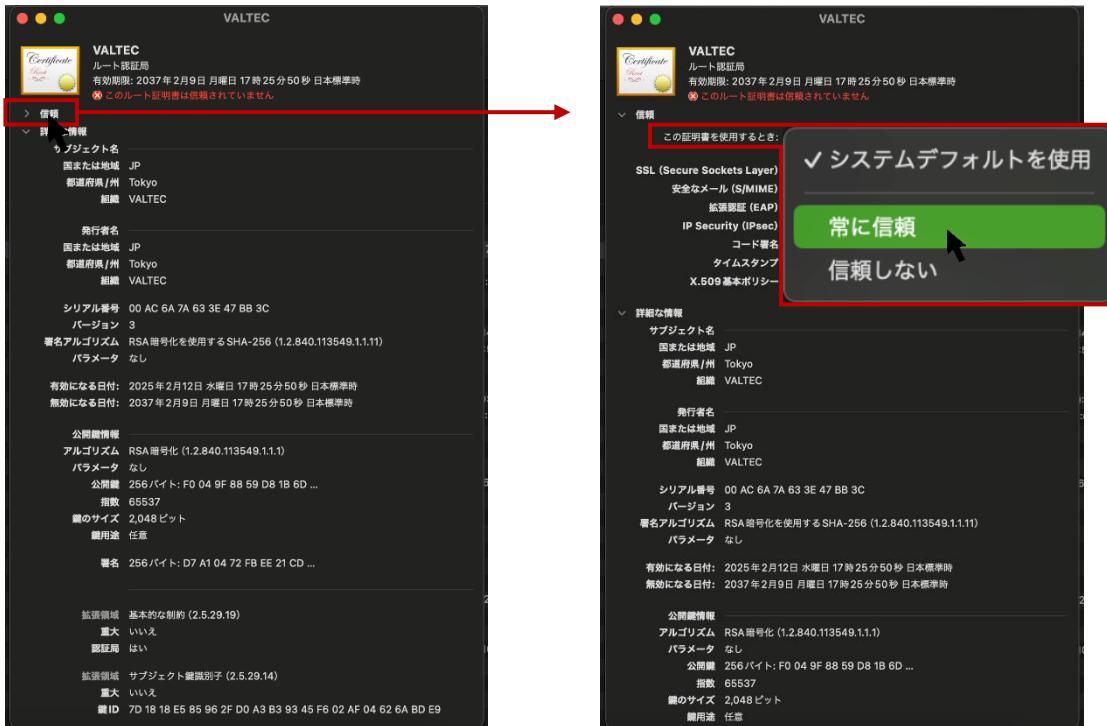 VALTEC
Certificate
Root
VALTEC
ルート認証局
有効期限: 2037年2月9日 月曜日 17時25分50秒 日本標準時
このルート証明書は信頼されていません
信頼
詳細な情報
サブジェクト名
国または地域 JP
都道府県/州 Tokyo
組織 VALTEC
発行者名
国または地域 JP
都道府県/州 Tokyo
組織 VALTEC
シリアル番号 00 AC 6A 7A 63 3E 47 BB 3C
バージョン 3
署名アルゴリズム RSA暗号化を使用するSHA-256 (1.2.840.113549.1.1.11)
パラメータ なし
有効になる日付: 2025年2月12日 水曜日 17時25分50秒 日本標準時
無効になる日付: 2037年2月9日 月曜日 17時25分50秒 日本標準時
公開鍵情報
アルゴリズム RSA暗号化 (1.2.840.113549.1.1.1)
パラメータ なし
公開鍵 256バイト: F0 04 9F 88 59 D8 1B 6D ...
指数 65537
鍵のサイズ 2,048ビット
鍵用途 任意
署名 256バイト: D7 A1 04 72 FB EE 21 CD ...
拡張領域 基本的な制約 (2.5.29.19)
重大 いいえ
認証局 はい
拡張領域 サブジェクト鍵識別子 (2.5.29.14)
重大 いいえ
鍵ID 7D 18 18 E5 85 96 2F D0 A3 B3 93 45 F6 02 AF 04 62 6A BD E9
VALTEC
Certificate
Root
VALTEC
ルート認証局
有効期限: 2037年2月9日 月曜日 17時25分50秒 日本標準時
このルート証明書は信頼されていません
信頼
この証明書を使用するとき:
✓ システムデフォルトを使用
常に信頼
信頼しない
SSL (Secure Sockets Layer)
安全なメール (S/MIME)
拡張認証 (EAP)
IP Security (IPsec)
コード署名
タイムスタンプ
X.509基本ポリシー
詳細な情報
サブジェクト名
国または地域 JP
都道府県/州 Tokyo
組織 VALTEC
発行者名
国または地域 JP
都道府県/州 Tokyo
組織 VALTEC
シリアル番号 00 AC 6A 7A 63 3E 47 BB 3C
バージョン 3
署名アルゴリズム RSA暗号化を使用するSHA-256 (1.2.840.113549.1.1.11)
パラメータ なし
有効になる日付: 2025年2月12日 水曜日 17時25分50秒 日本標準時
無効になる日付: 2037年2月9日 月曜日 17時25分50秒 日本標準時
公開鍵情報
アルゴリズム RSA暗号化 (1.2.840.113549.1.1.1)
パラメータ なし
公開鍵 256バイト: F0 04 9F 88 59 D8 1B 6D ...
指数 65537
鍵のサイズ 2,048ビット
鍵用途 任意